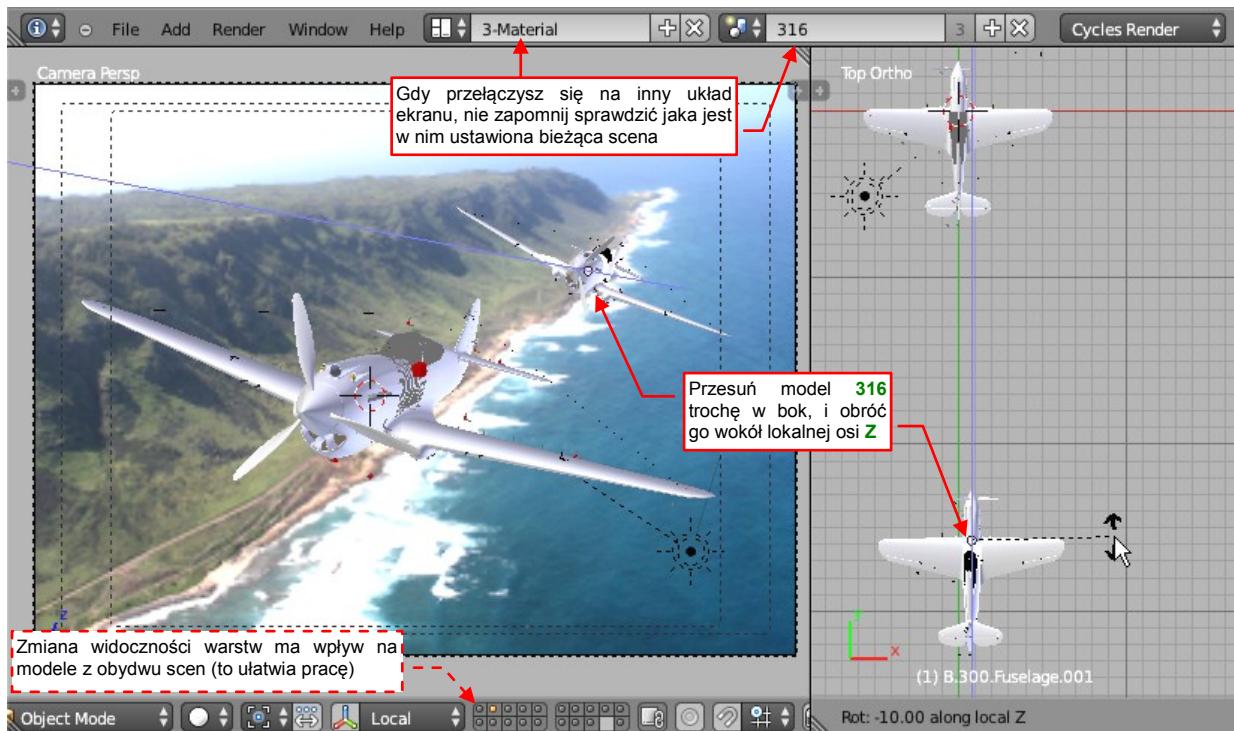 File Add Render Window Help 3-Material 316 3 Cycles Render
Camera Persp
Top Ortho
Gdy przełączysz się na inny układ
ekranu, nie zapomnij sprawdzić jaka jest
w nim ustawiona bieżąca scena
Przesuń model 316
trochę w bok, i obróć
go wokół lokalnej osi Z
z
Zmiana widoczności warstw ma wpływ na
modele z obydwu scen (to ułatwia pracę)
y
x
(1) B.300.Fuselage.001
Object Mode Local
Rot: -10.00 along local Z